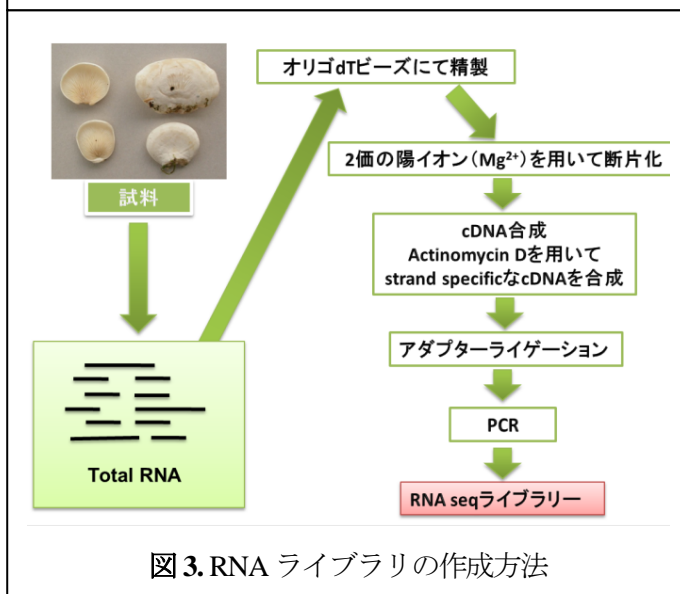 試料
Total RNA
オリゴdTビーズにて精製
2価の陽イオン（Mg²⁺）を用いて断片化
cDNA合成
Actinomycin Dを用いて
strand specificなcDNAを合成
アダプターライゲーション
PCR
RNA seqライブラリー
図 3. RNA ライブラリの作成方法